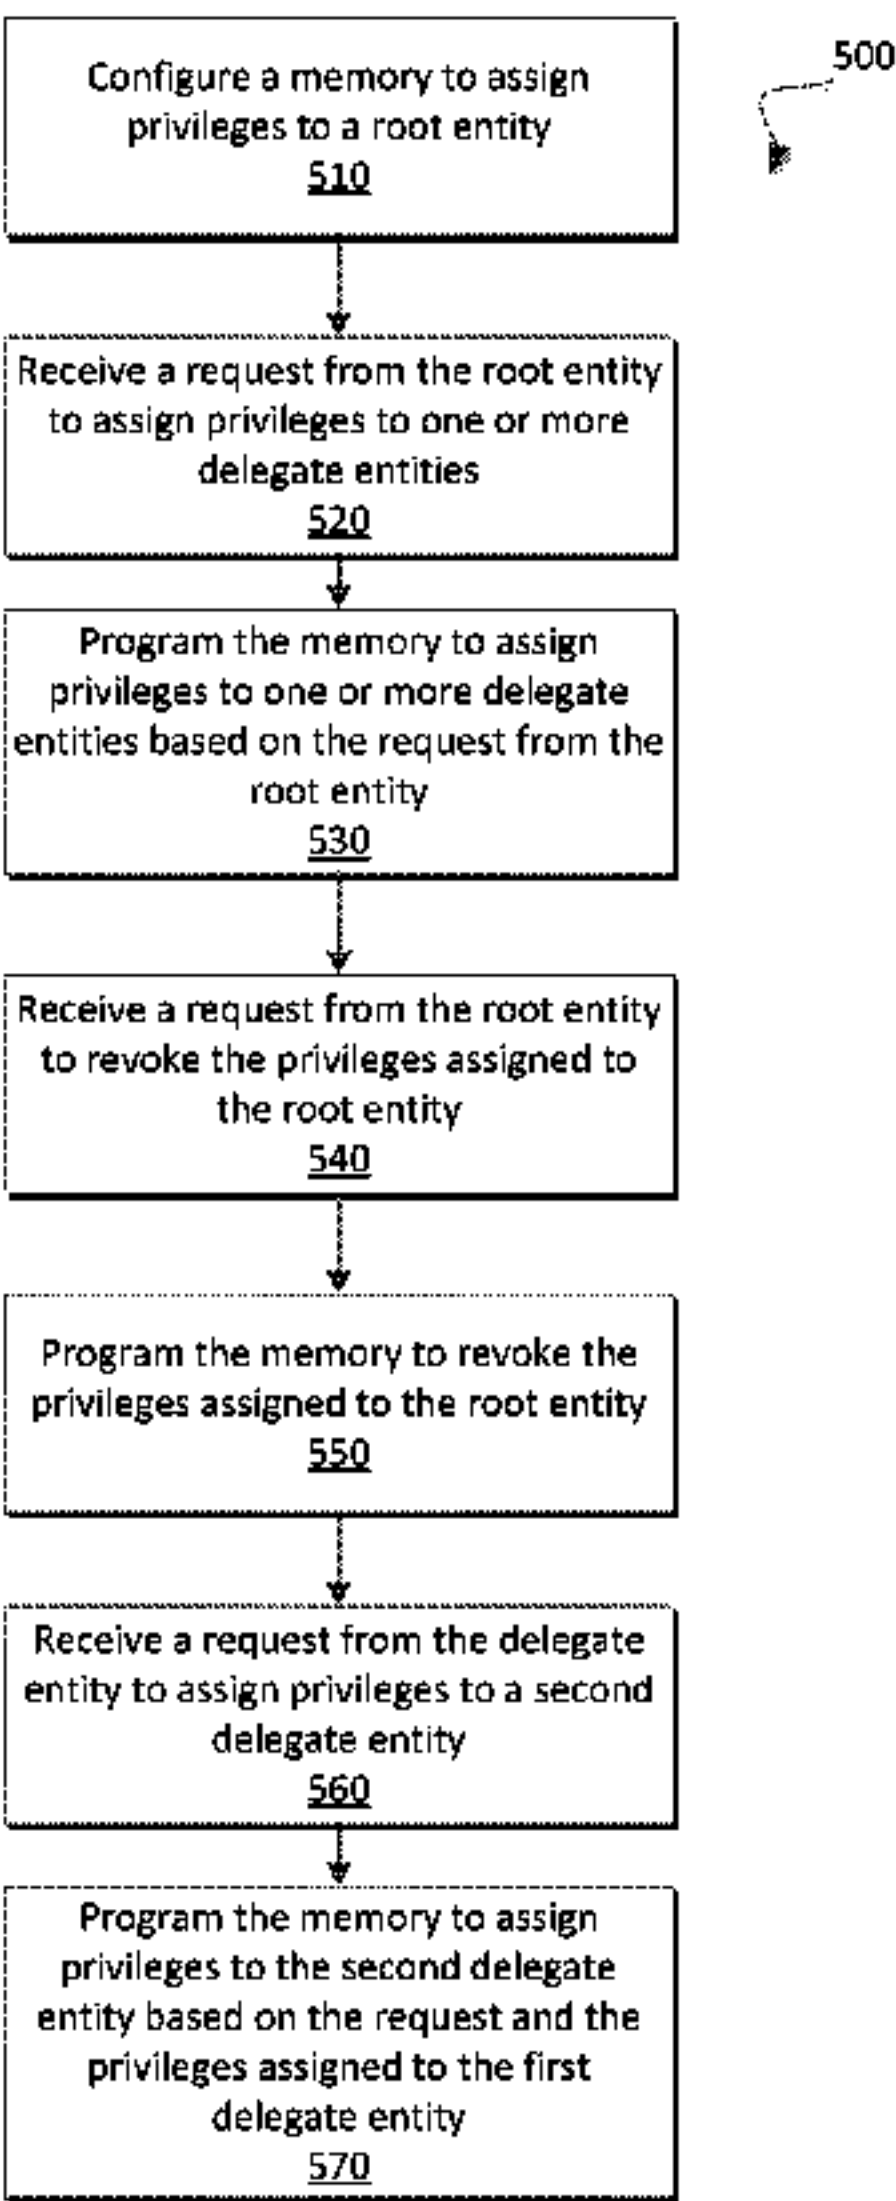 500
Configure a memory to assign
privileges to a root entity
510
Receive a request from the root entity
to assign privileges to one or more
delegate entities
520
Program the memory to assign
privileges to one or more delegate
entities based on the request from the
root entity
530
Receive a request from the root entity
to revoke the privileges assigned to
the root entity
540
Program the memory to revoke the
privileges assigned to the root entity
550
Receive a request from the delegate
entity to assign privileges to a second
delegate entity
560
Program the memory to assign
privileges to the second delegate
entity based on the request and the
privileges assigned to the first
delegate entity
570